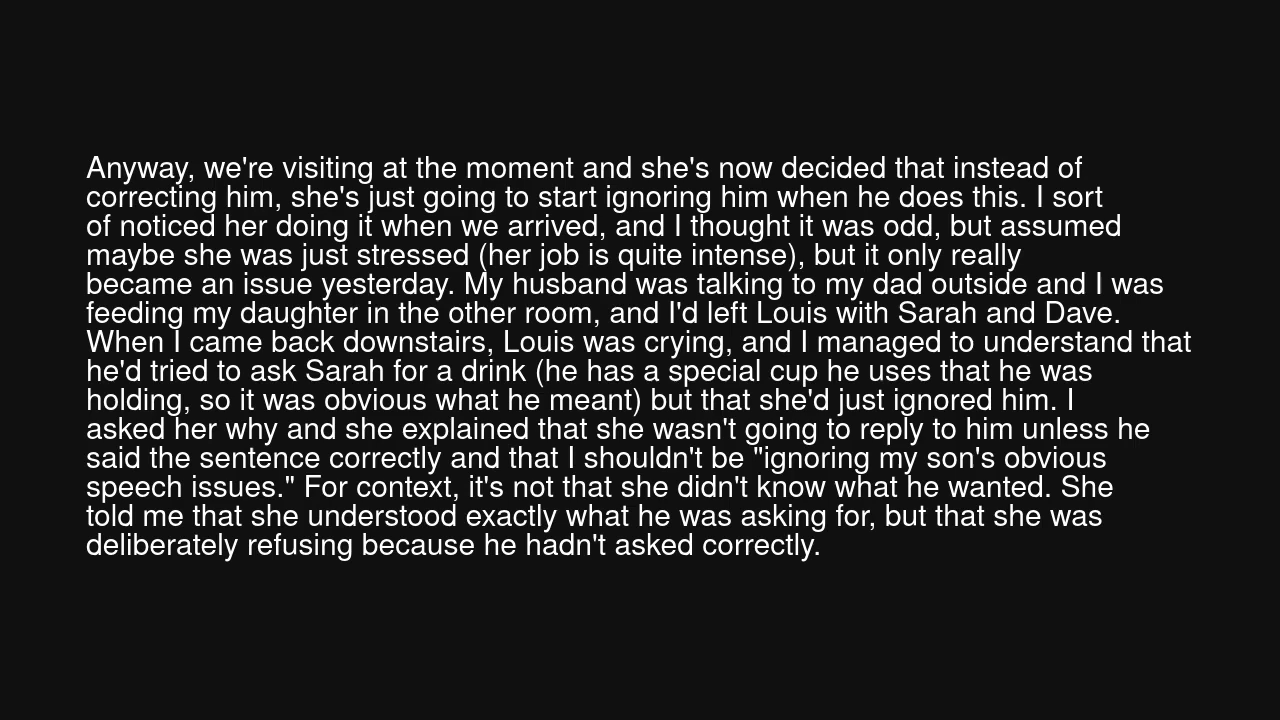 Anyway, we're visiting at the moment and she's now decided that instead of
correcting him, she's just going to start ignoring him when he does this. I sort
of noticed her doing it when we arrived, and I thought it was odd, but assumed
maybe she was just stressed (her job is quite intense), but it only really
became an issue yesterday. My husband was talking to my dad outside and I was
feeding my daughter in the other room, and I'd left Louis with Sarah and Dave.
When I came back downstairs, Louis was crying, and I managed to understand that
he'd tried to ask Sarah for a drink (he has a special cup he uses that he was
holding, so it was obvious what he meant) but that she'd just ignored him. I
asked her why and she explained that she wasn't going to reply to him unless he
said the sentence correctly and that I shouldn't be "ignoring my son's obvious
speech issues." For context, it's not that she didn't know what he wanted. She
told me that she understood exactly what he was asking for, but that she was
deliberately refusing because he hadn't asked correctly.